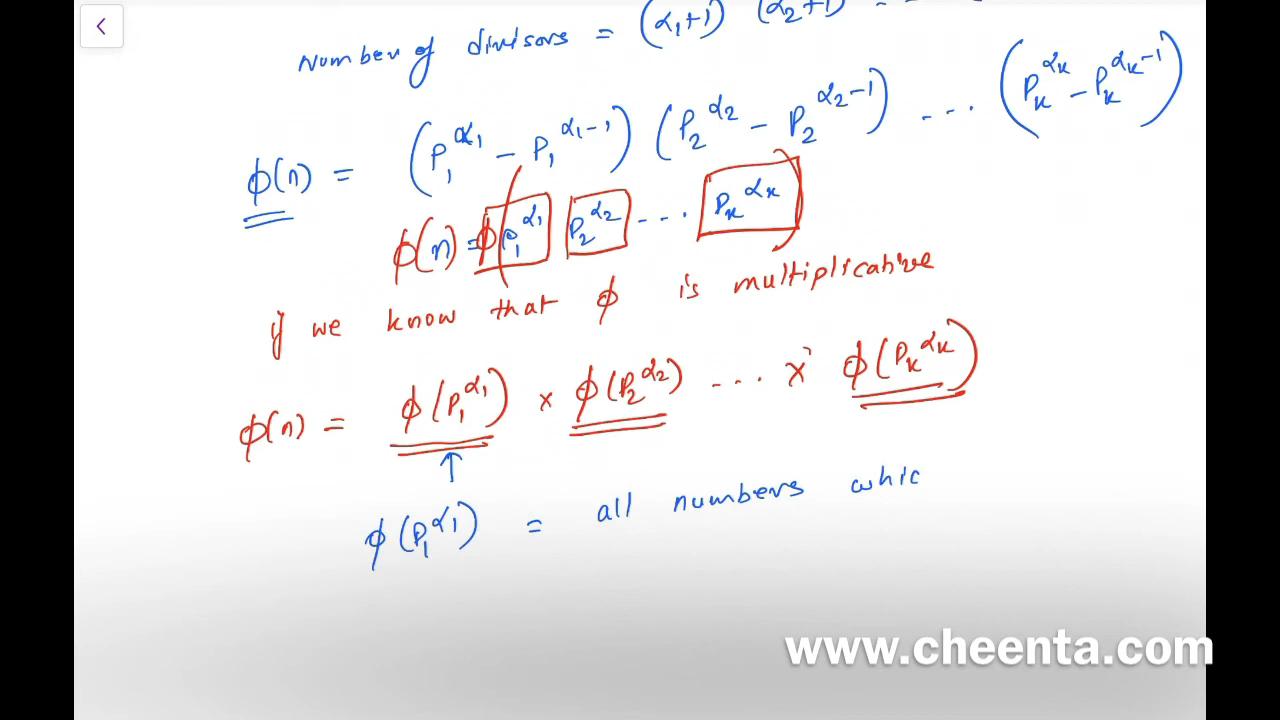 Number of divisors = (α₁+1) (α₂+1) - -
φ(n) = (P₁^α₁ - P₁^α₁-1) (P₂^α₂ - P₂^α₂-1) ... (Pₖ^αₖ - Pₖ^αₖ-1)
φ(n) = φ(P₁^α₁ P₂^α₂ ... Pₖ^αₖ)
if we know that φ is multiplicative
φ(n) = φ(P₁^α₁) × φ(P₂^α₂) ... × φ(Pₖ^αₖ)
↑
φ(P₁^α₁) = all numbers whic
www.cheenta.com